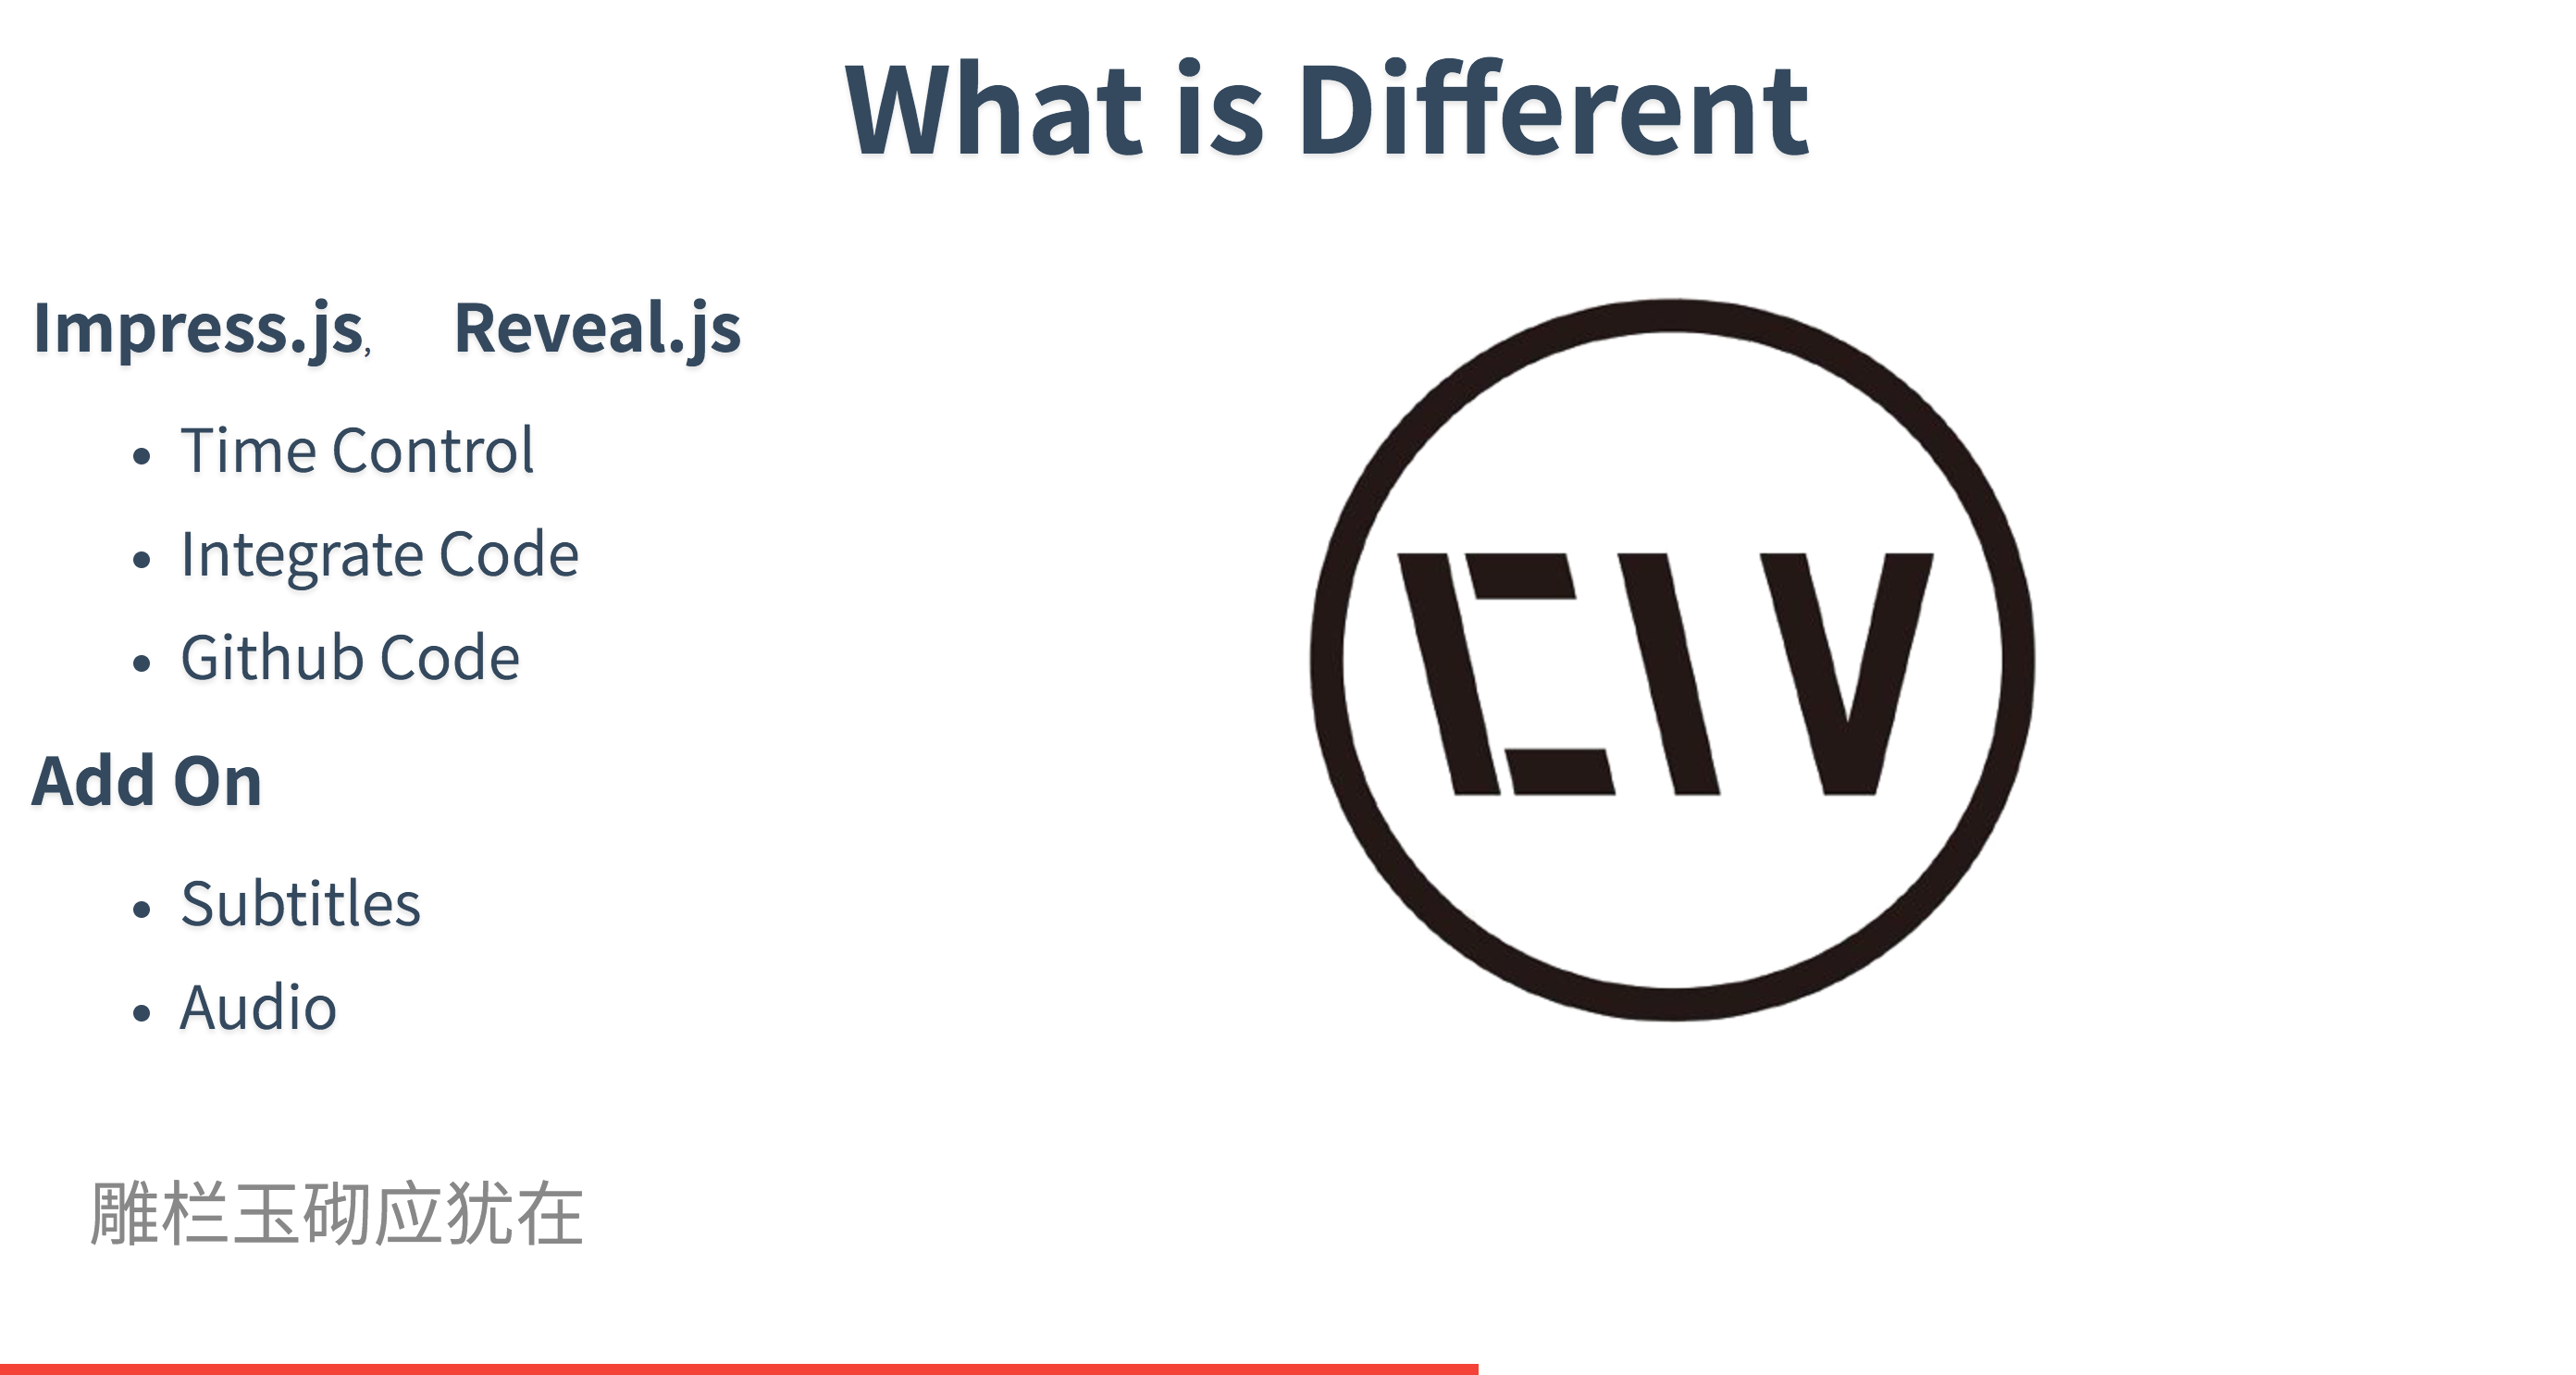 What is Different
Impress.js, Reveal.js
• Time Control
• Integrate Code
• Github Code
Add On
• Subtitles
• Audio
CIV
雕栏玉砌应犹在